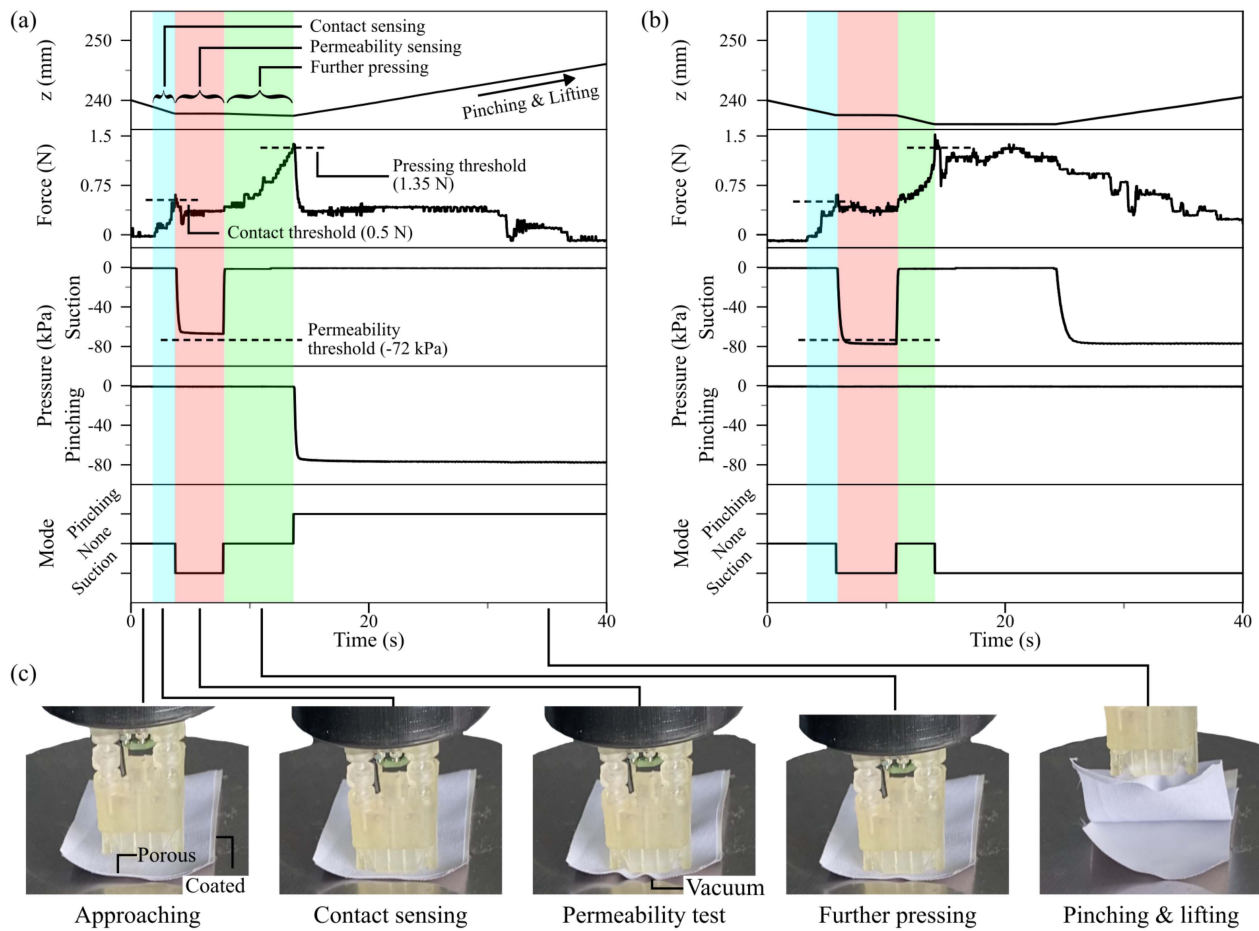 (a)
250
240
z (mm)
Contact sensing
Permeability sensing
Further pressing
Pinching & Lifting
1.5
0.75
0
Force (N)
Pressing threshold
(1.35 N)
Contact threshold (0.5 N)
0
-40
-80
Pressure (kPa)
Suction
Permeability
threshold (-72 kPa)
0
-40
-80
Pressure (kPa)
Pinching
Mode
Pinching
None
Suction
0
20
40
Time (s)
(b)
250
240
z (mm)
1.5
0.75
0
Force (N)
0
-40
-80
Pressure (kPa)
Suction
0
-40
-80
Pinching
Mode
Pinching
None
Suction
0
20
40
Time (s)
(c)
Porous
Coated
Vacuum
Approaching
Contact sensing
Permeability test
Further pressing
Pinching & lifting